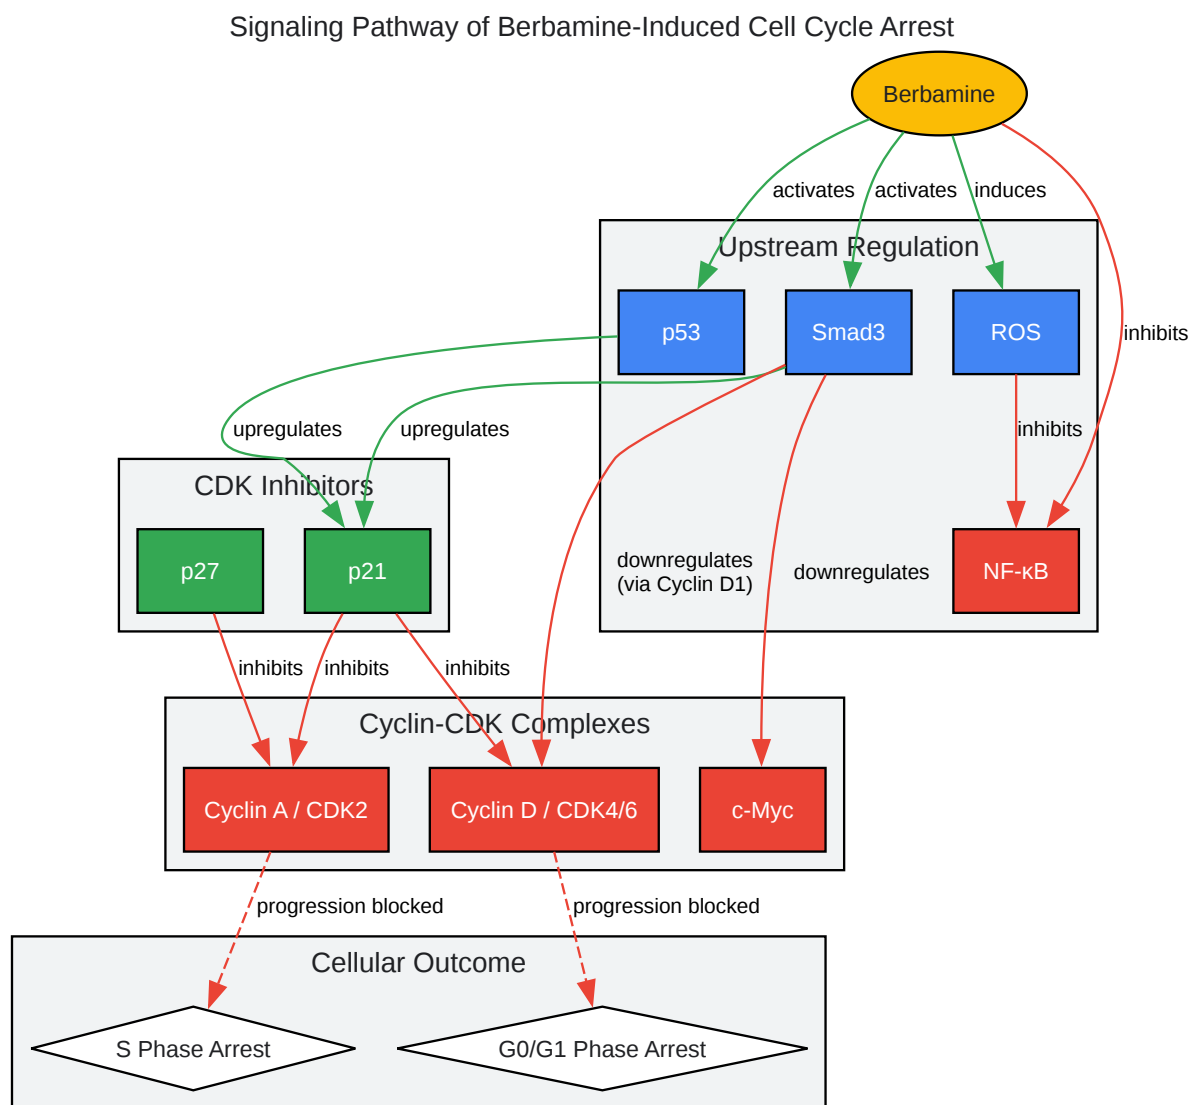 Signaling Pathway of Berbamine-Induced Cell Cycle Arrest
Berbamine
activates
activates
induces
Upstream Regulation
p53
Smad3
ROS
inhibits
upregulates
upregulates
inhibits
CDK Inhibitors
p27
p21
downregulates
(via Cyclin D1)
downregulates
NF-κB
inhibits
inhibits
inhibits
Cyclin-CDK Complexes
Cyclin A / CDK2
Cyclin D / CDK4/6
c-Myc
progression blocked
progression blocked
Cellular Outcome
S Phase Arrest
G0/G1 Phase Arrest